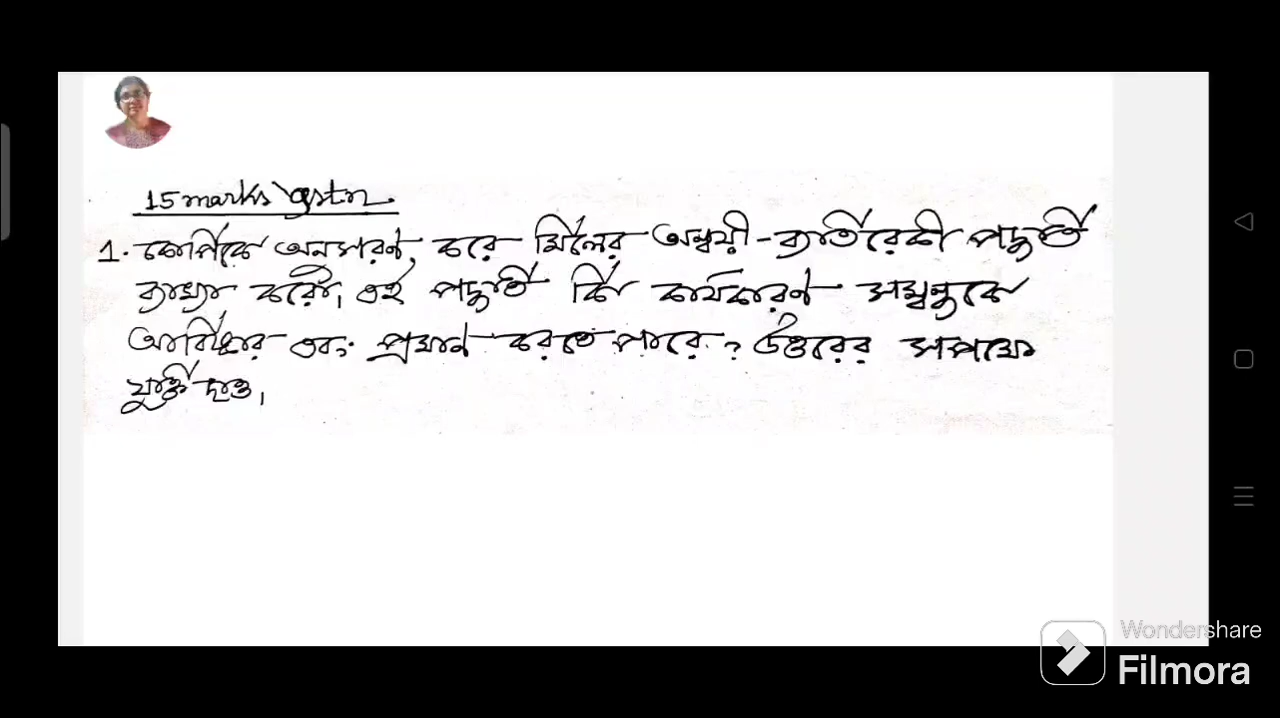 15 marks qstn
1. কোপিকে অনুসরণ করে মিলের অন্বয়ী-ব্যতিরেকী পদ্ধতি
ব্যাখ্যা করো। এই পদ্ধতি কি কার্যকারণ সম্বন্ধকে
আবিষ্কার এবং প্রমাণ করতে পারে? উত্তরের সপক্ষে
যুক্তি দাও।
Wondershare
Filmora